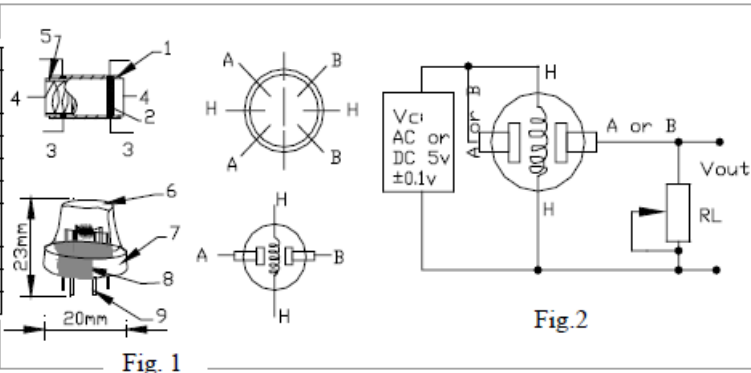 5
1
A
B
4
4
H
H
2
3
3
A
B
6
7
8
9
23mm
20mm
H
A
B
H
Fig. 1
Vc
AC or
DC 5v
±0.1v
A or B
H
A or B
Vout
H
RL
Fig.2